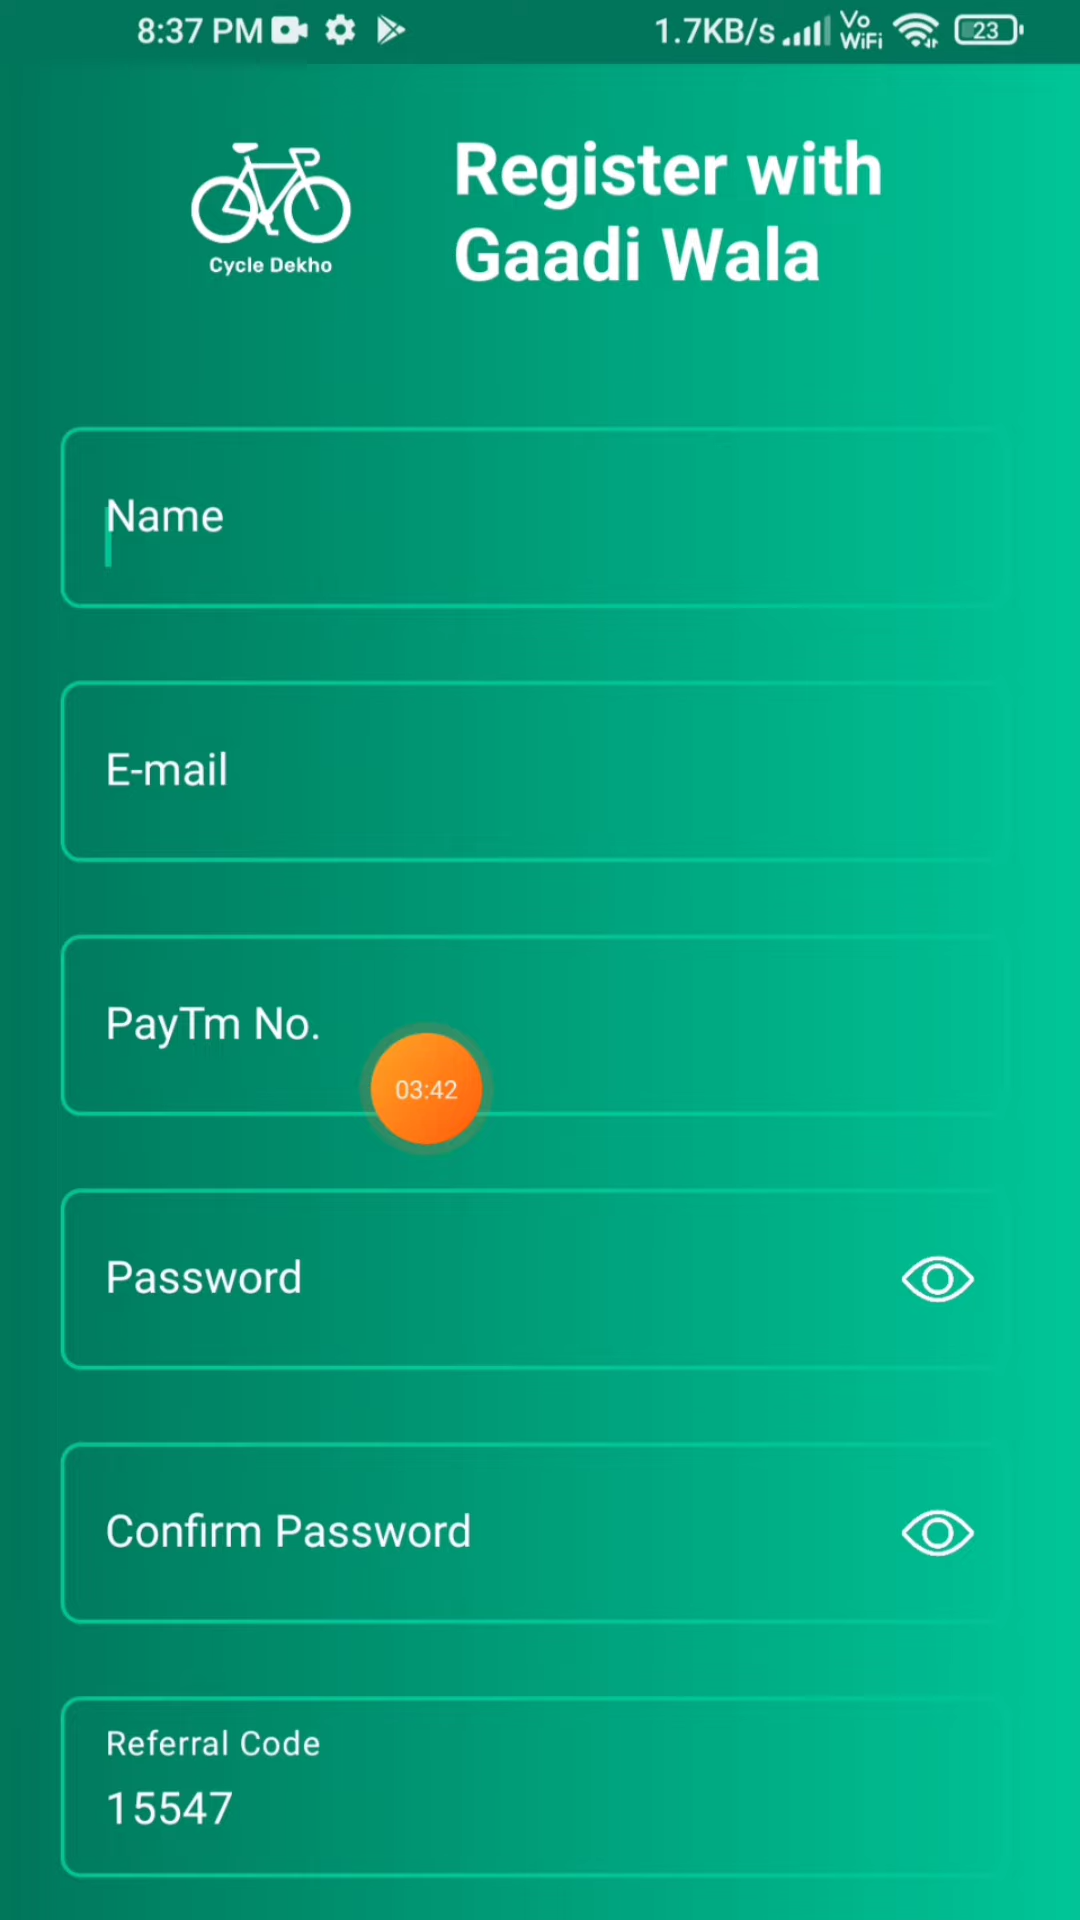 8:37 PM
1.7KB/s
Vo
WiFi
23
Register with
Gaadi Wala
Cycle Dekho
Name
E-mail
PayTm No.
03:42
Password
Confirm Password
Referral Code
15547